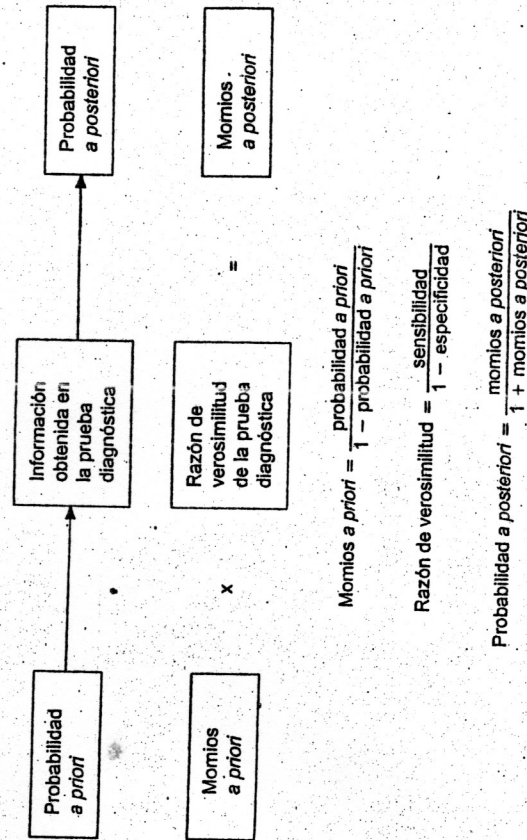 Probabilidad
a priori
Información
obtenida en
la prueba
diagnóstica
Probabilidad
a posteriori
Momios
a priori
x
Razón de
verosimilitud
de la prueba
diagnóstica
=
Momios
a posteriori
Momios a priori = probabilidad a priori / 1 − probabilidad a priori
Razón de verosimilitud = sensibilidad / 1 − especificidad
Probabilidad a posteriori = momios a posteriori / 1 + momios a posteriori